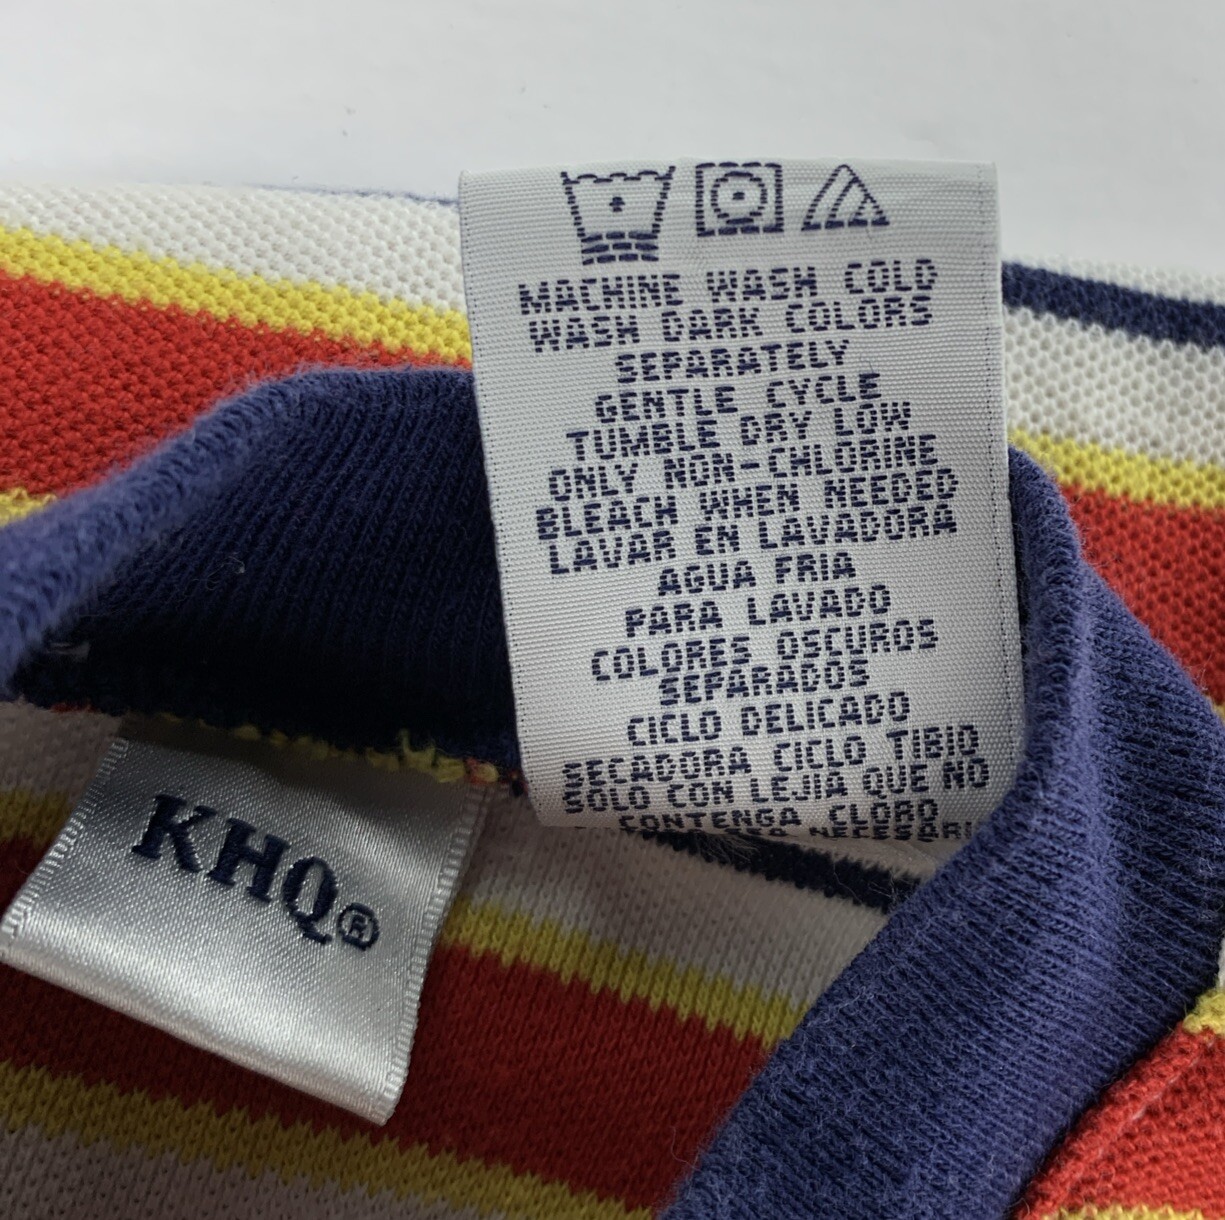 MACHINE WASH COLD
WASH DARK COLORS
SEPARATELY
GENTLE CYCLE
TUMBLE DRY LOW
ONLY NON-CHLORINE
BLEACH WHEN NEEDED
LAVAR EN LAVADORA
AGUA FRIA
PARA LAVADO
COLORES OSCUROS
SEPARADOS
CICLO DELICADO
SECADORA CICLO TIBIO
SOLO CON LEJIA QUE NO
CONTENGA CLORO
SEA NECESARI
KHQ®